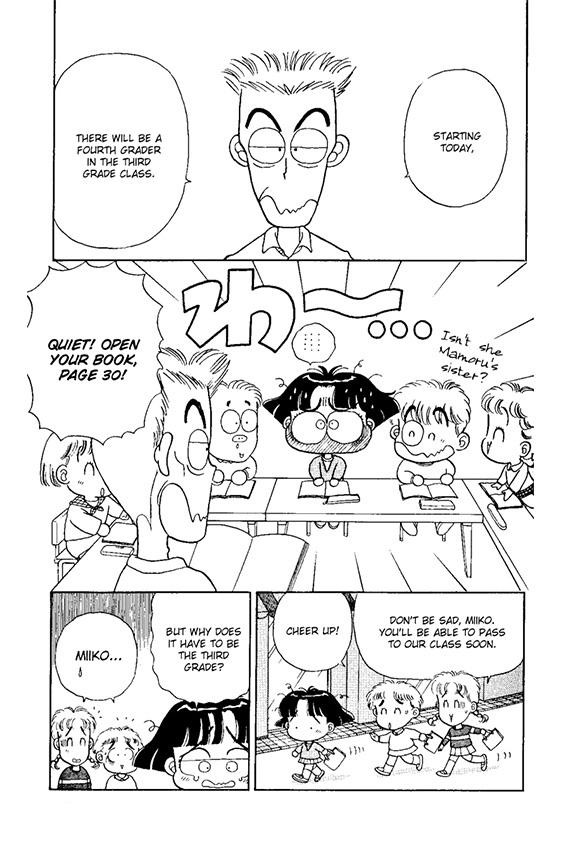 STARTING
TODAY,
THERE WILL BE A
FOURTH GRADER
IN THE THIRD
GRADE CLASS.
わ〜
Isn't she
Mamoru's
sister?
QUIET! OPEN
YOUR BOOK,
PAGE 30!
DON'T BE SAD, MIIKO.
YOU'LL BE ABLE TO PASS
TO OUR CLASS SOON.
CHEER UP!
BUT WHY DOES
IT HAVE TO BE
THE THIRD
GRADE?
MIIKO...